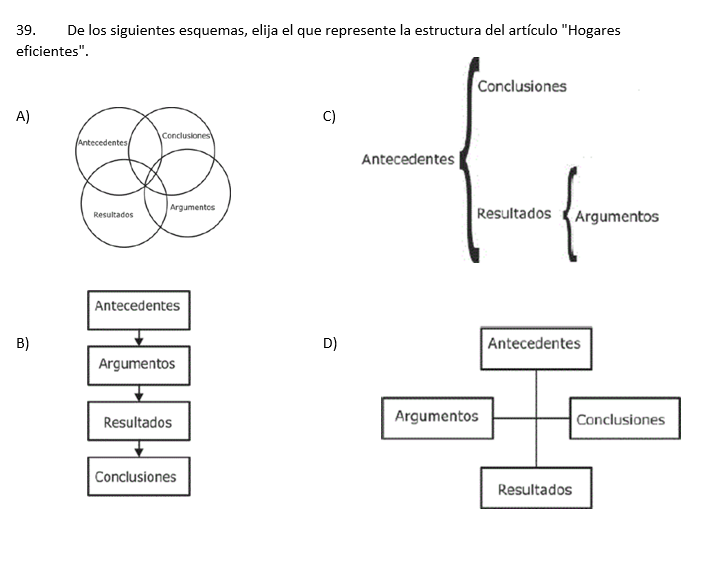 39. De los siguientes esquemas, elija el que represente la estructura del artículo "Hogares
eficientes".
A)
Antecedentes
Conclusiones
Resultados
Argumentos
C)
Conclusiones
Antecedentes
Resultados
Argumentos
B)
Antecedentes
Argumentos
Resultados
Conclusiones
D)
Antecedentes
Argumentos
Conclusiones
Resultados